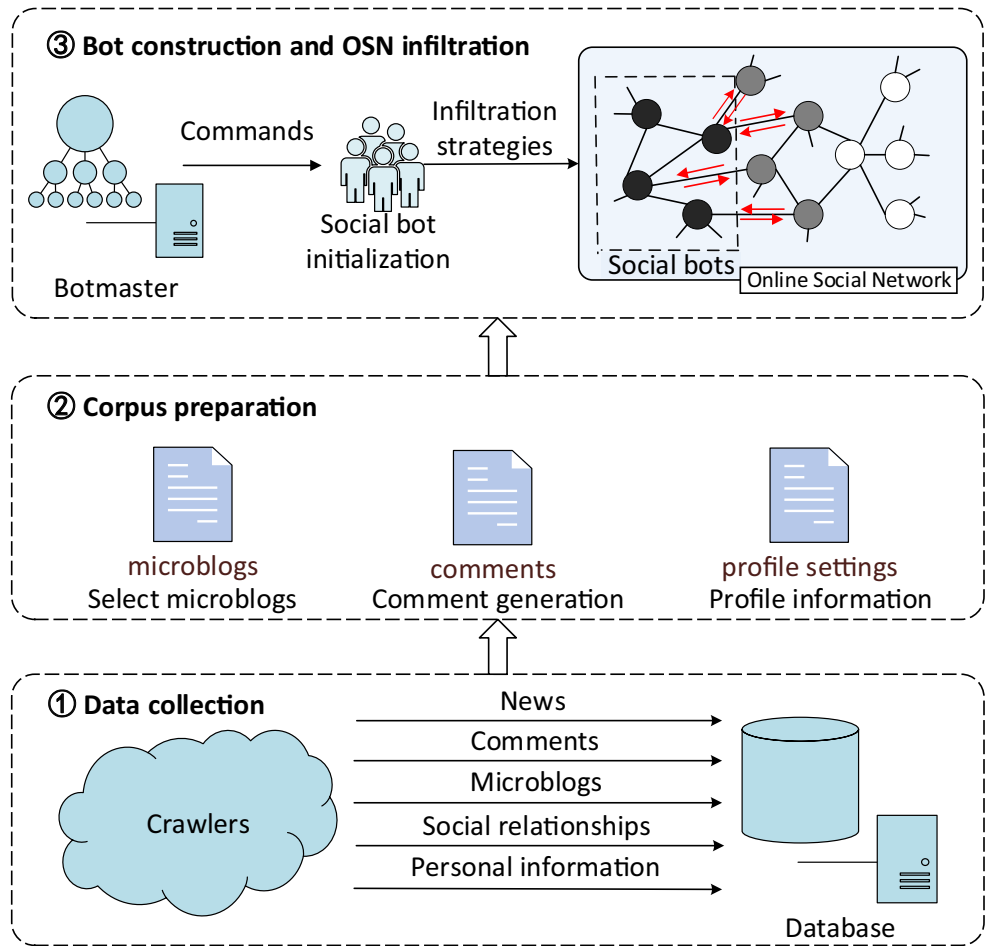 ③ Bot construction and OSN infiltration
Commands
Infiltration
strategies
Social bot
initialization
Botmaster
Social bots
Online Social Network
② Corpus preparation
microblogs
Select microblogs
comments
Comment generation
profile settings
Profile information
① Data collection
Crawlers
News
Comments
Microblogs
Social relationships
Personal information
Database